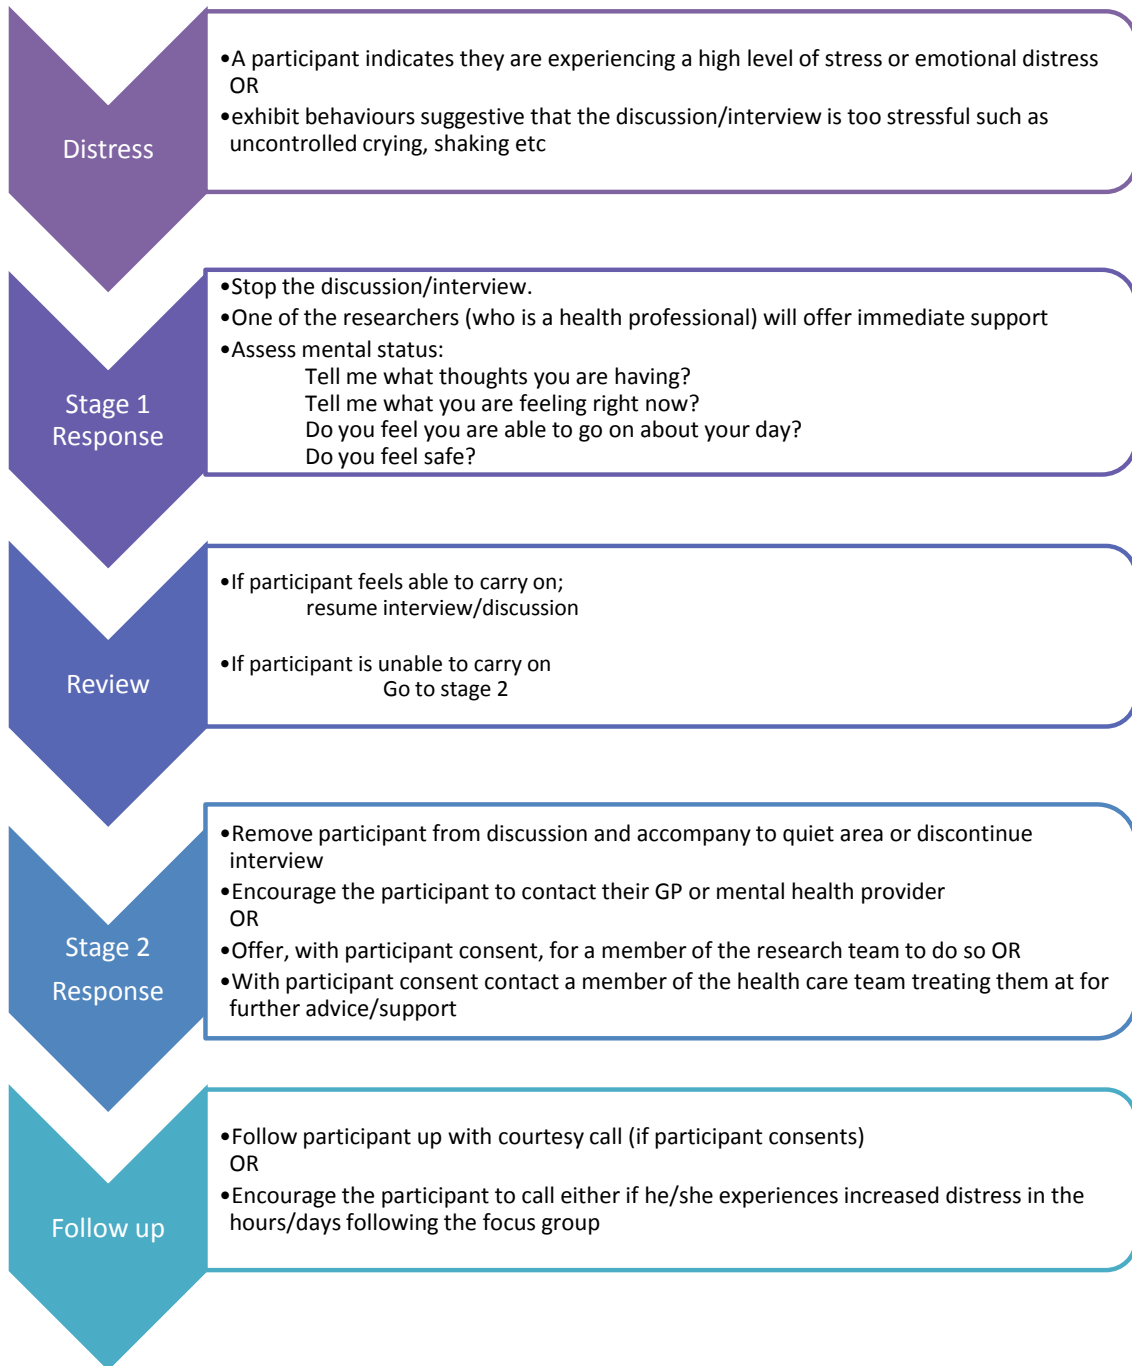 Distress
•A participant indicates they are experiencing a high level of stress or emotional distress
OR
•exhibit behaviours suggestive that the discussion/interview is too stressful such as
uncontrolled crying, shaking etc
Stage 1
Response
•Stop the discussion/interview.
•One of the researchers (who is a health professional) will offer immediate support
•Assess mental status:
Tell me what thoughts you are having?
Tell me what you are feeling right now?
Do you feel you are able to go on about your day?
Do you feel safe?
Review
•If participant feels able to carry on;
resume interview/discussion
•If participant is unable to carry on
Go to stage 2
Stage 2
Response
•Remove participant from discussion and accompany to quiet area or discontinue
interview
•Encourage the participant to contact their GP or mental health provider
OR
•Offer, with participant consent, for a member of the research team to do so OR
•With participant consent contact a member of the health care team treating them at for
further advice/support
Follow up
•Follow participant up with courtesy call (if participant consents)
OR
•Encourage the participant to call either if he/she experiences increased distress in the
hours/days following the focus group